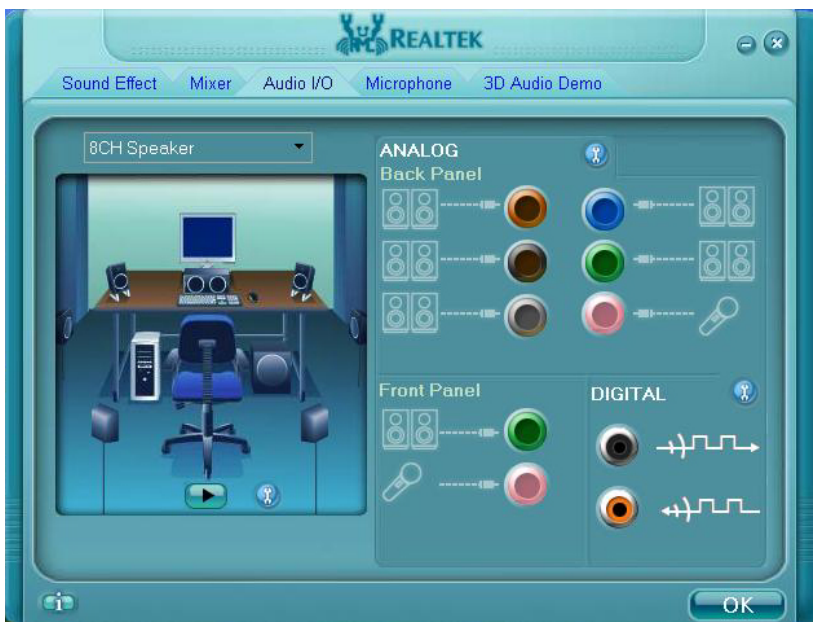 REALTEK
Sound Effect Mixer Audio I/O Microphone 3D Audio Demo
8CH Speaker
ANALOG
Back Panel
Front Panel
DIGITAL
i
OK